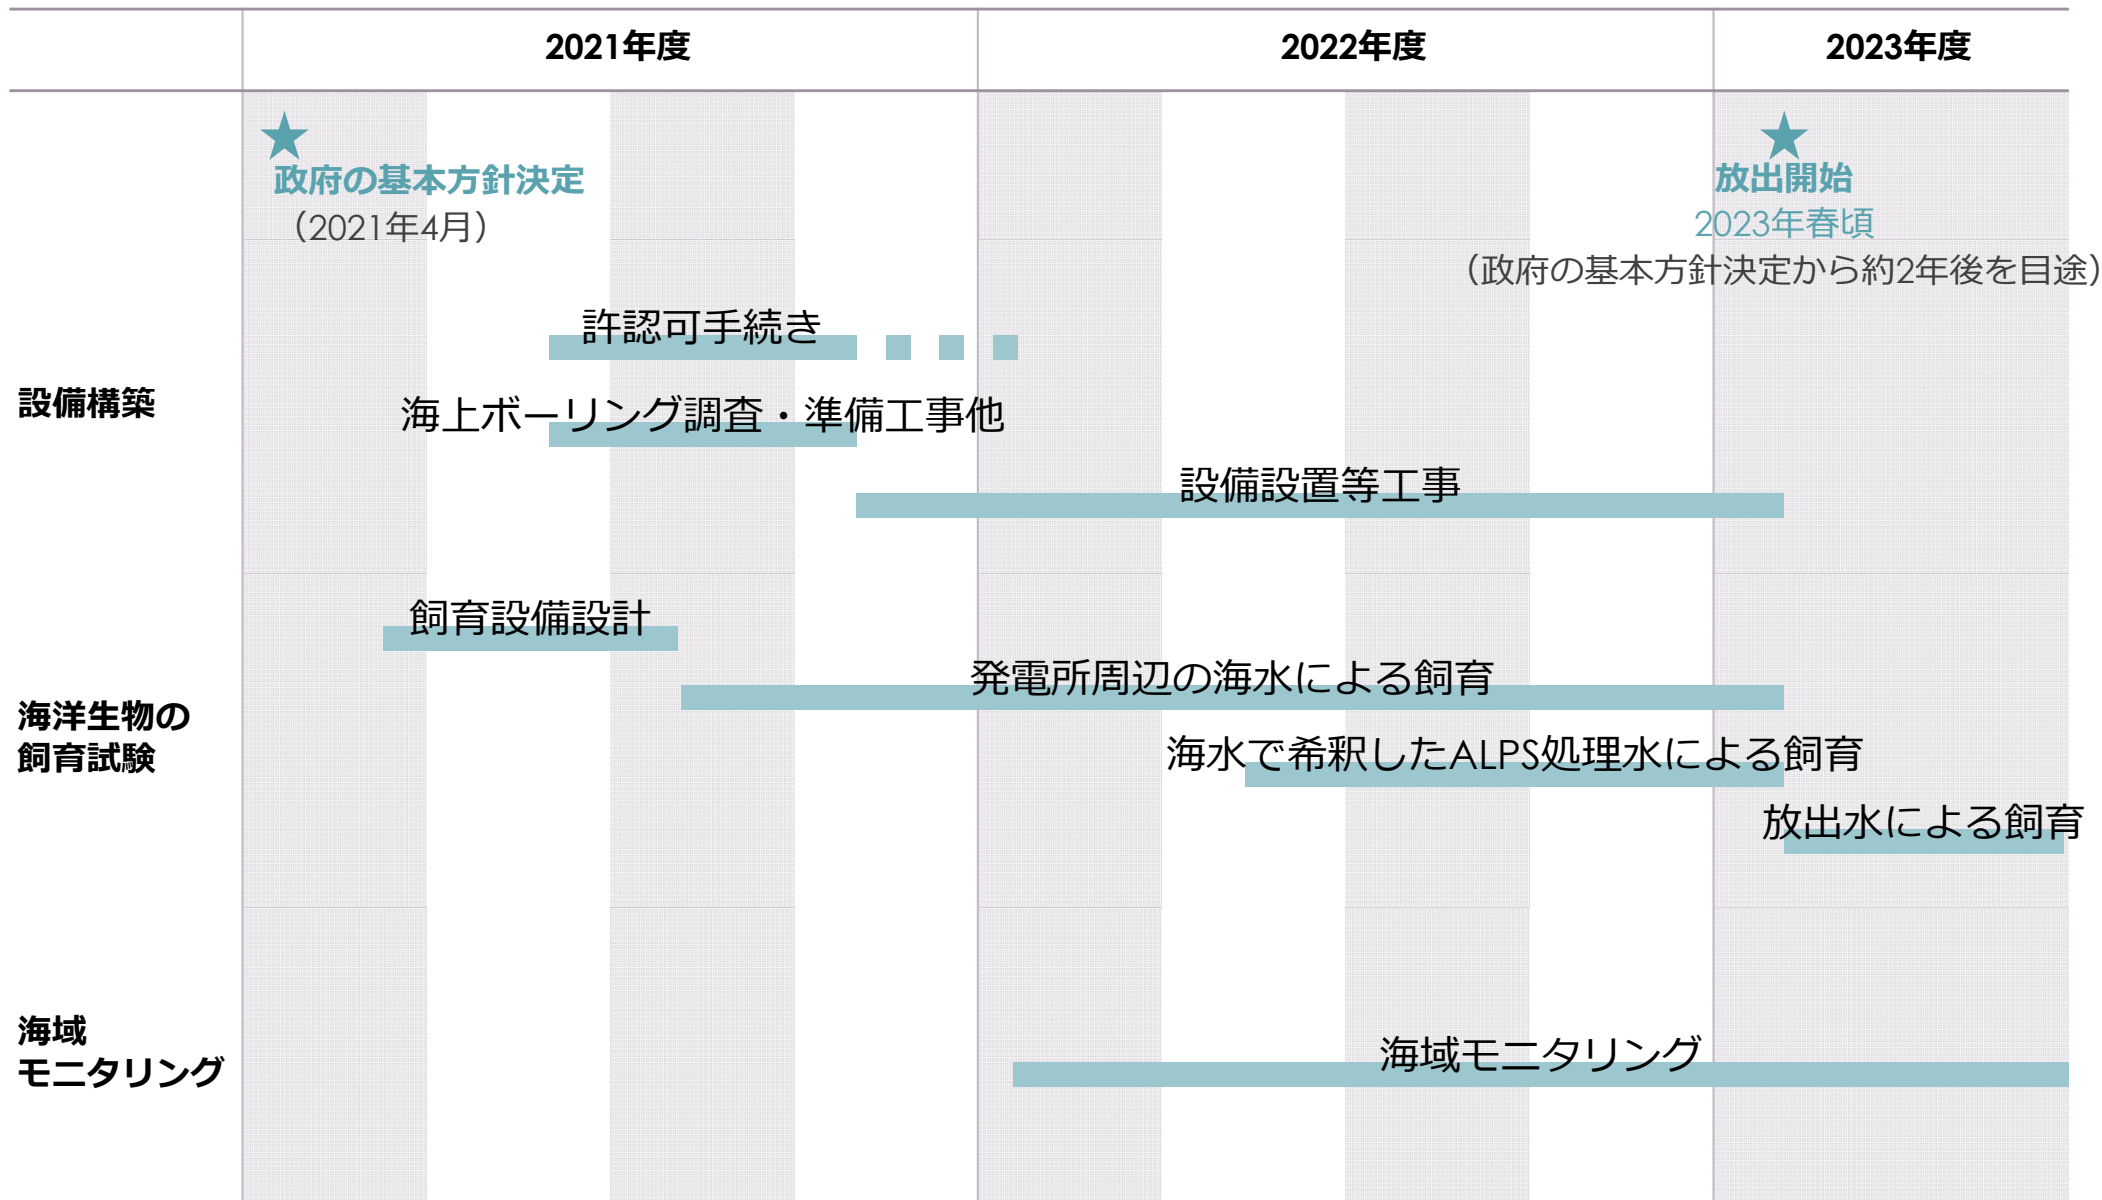 2021年度
2022年度
2023年度
政府の基本方針決定
（2021年4月）
放出開始
2023年春頃
（政府の基本方針決定から約2年後を目途）
設備構築
許認可手続き
海上ボーリング調査・準備工事他
設備設置等工事
海洋生物の
飼育試験
飼育設備設計
発電所周辺の海水による飼育
海水で希釈したALPS処理水による飼育
放出水による飼育
海域
モニタリング
海域モニタリング